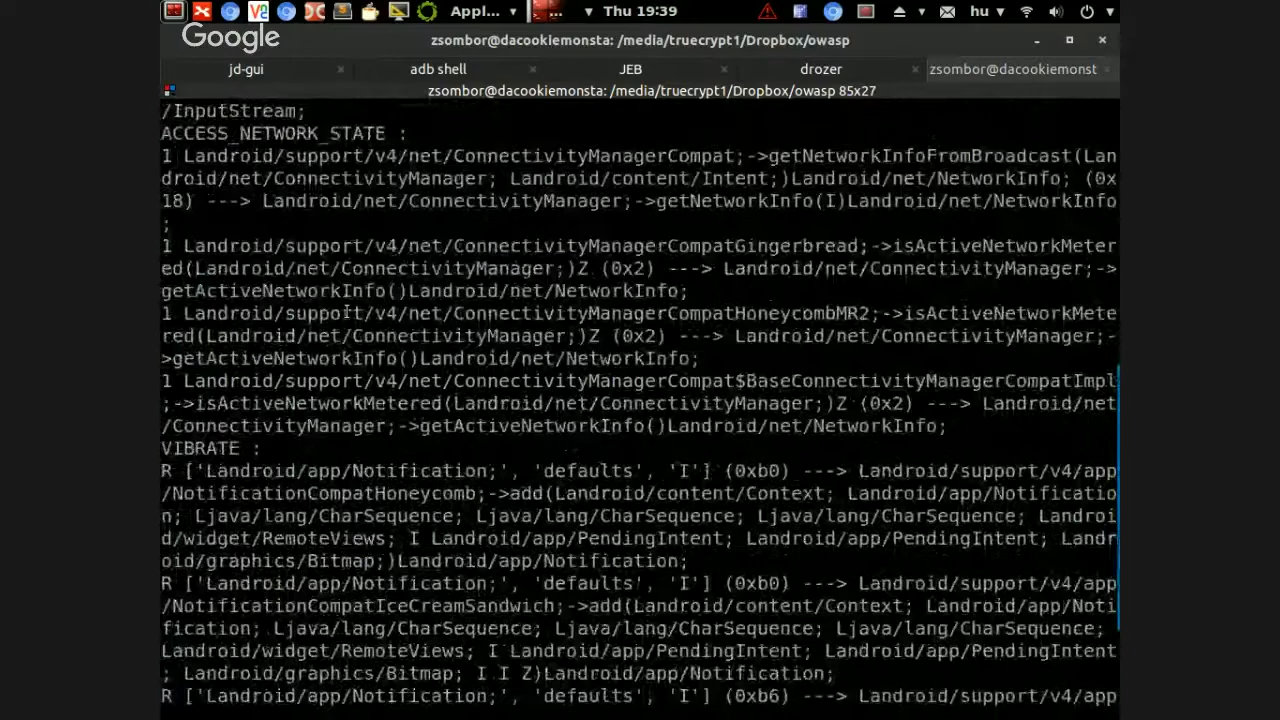 Appl...
Thu 19:39
hu
Google
zsombor@dacookiemonsta: /media/truecrypt1/Dropbox/owasp
jd-gui
adb shell
JEB
drozer
zsombor@dacookiemonst
zsombor@dacookiemonsta: /media/truecrypt1/Dropbox/owasp 85x27
/InputStream;
ACCESS_NETWORK_STATE :
1 Landroid/support/v4/net/ConnectivityManagerCompat;->getNetworkInfoFromBroadcast(Lan
droid/net/ConnectivityManager; Landroid/content/Intent;)Landroid/net/NetworkInfo; (0x
18) ---> Landroid/net/ConnectivityManager;->getNetworkInfo(I)Landroid/net/NetworkInfo
;
1 Landroid/support/v4/net/ConnectivityManagerCompatGingerbread;->isActiveNetworkMeter
ed(Landroid/net/ConnectivityManager;)Z (0x2) ---> Landroid/net/ConnectivityManager;->
getActiveNetworkInfo()Landroid/net/NetworkInfo;
1 Landroid/support/v4/net/ConnectivityManagerCompatHoneycombMR2;->isActiveNetworkMete
red(Landroid/net/ConnectivityManager;)Z (0x2) ---> Landroid/net/ConnectivityManager;-
>getActiveNetworkInfo()Landroid/net/NetworkInfo;
1 Landroid/support/v4/net/ConnectivityManagerCompat$BaseConnectivityManagerCompatImpl
;->isActiveNetworkMetered(Landroid/net/ConnectivityManager;)Z (0x2) ---> Landroid/net
/ConnectivityManager;->getActiveNetworkInfo()Landroid/net/NetworkInfo;
VIBRATE :
R ['Landroid/app/Notification;', 'defaults', 'I'] (0xb0) ---> Landroid/support/v4/app
/NotificationCompatHoneycomb;->add(Landroid/content/Context; Landroid/app/Notificatio
n; Ljava/lang/CharSequence; Ljava/lang/CharSequence; Ljava/lang/CharSequence; Landroi
d/widget/RemoteViews; I Landroid/app/PendingIntent; Landroid/app/PendingIntent; Landr
oid/graphics/Bitmap;)Landroid/app/Notification;
R ['Landroid/app/Notification;', 'defaults', 'I'] (0xb0) ---> Landroid/support/v4/app
/NotificationCompatIceCreamSandwich;->add(Landroid/content/Context; Landroid/app/Noti
fication; Ljava/lang/CharSequence; Ljava/lang/CharSequence; Ljava/lang/CharSequence;
Landroid/widget/RemoteViews; I Landroid/app/PendingIntent; Landroid/app/PendingIntent
; Landroid/graphics/Bitmap; I I Z)Landroid/app/Notification;
R ['Landroid/app/Notification;', 'defaults', 'I'] (0xb6) ---> Landroid/support/v4/app